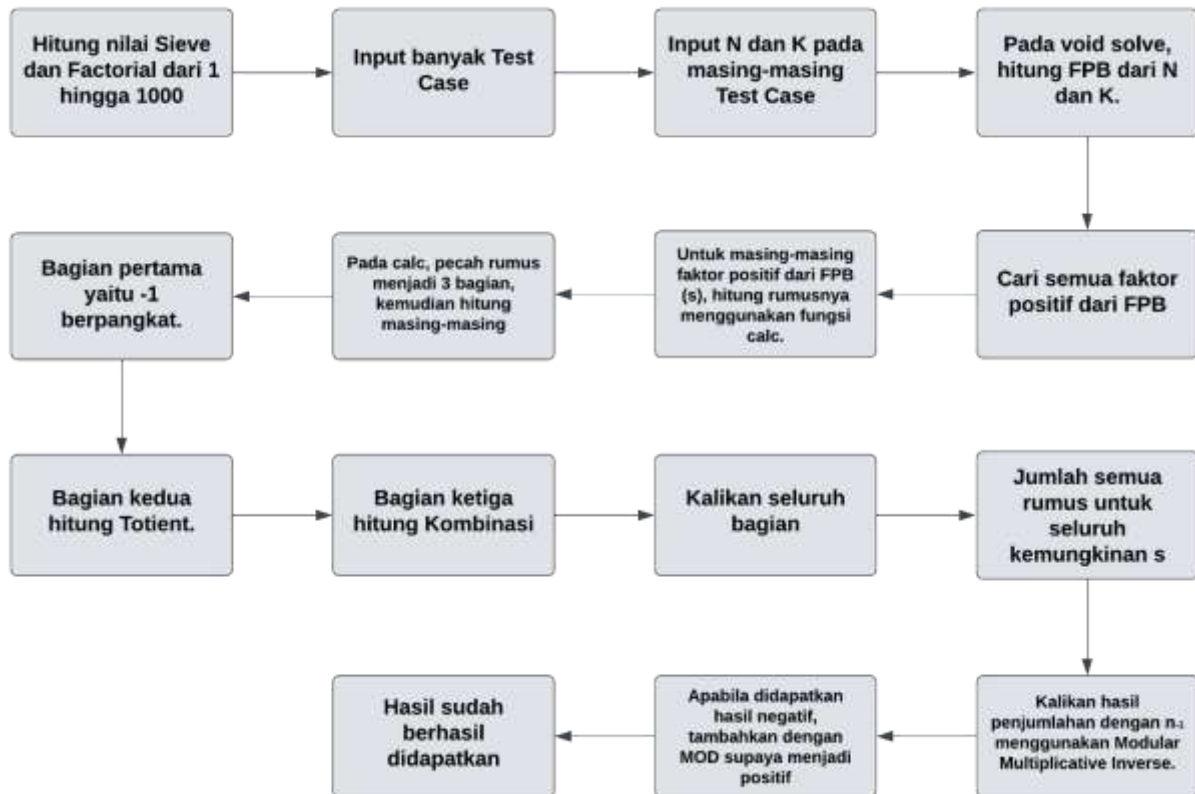 Hitung nilai Sieve
dan Factorial dari 1
hingga 1000
Input banyak Test
Case
Input N dan K pada
masing-masing
Test Case
Pada void solve,
hitung FPB dari N
dan K.
Cari semua faktor
positif dari FPB
Untuk masing-masing
faktor positif dari FPB
(s), hitung rumusnya
menggunakan fungsi
calc.
Pada calc, pecah rumus
menjadi 3 bagian,
kemudian hitung
masing-masing
Bagian pertama
yaitu -1
berpangkat.
Bagian kedua
hitung Totient.
Bagian ketiga
hitung Kombinasi
Kalikan seluruh
bagian
Jumlah semua
rumus untuk
seluruh
kemungkinan s
Kalikan hasil
penjumlahan dengan n-1
menggunakan Modular
Multiplicative Inverse.
Apabila didapatkan
hasil negatif,
tambahkan dengan
MOD supaya menjadi
positif
Hasil sudah
berhasil
didapatkan